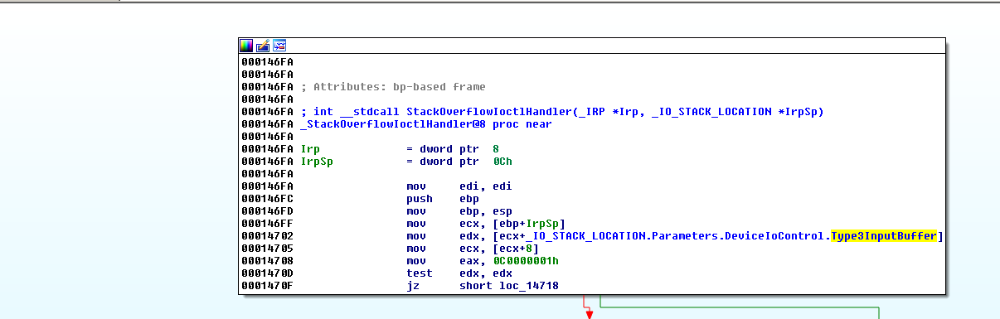 000146FA
000146FA
000146FA ; Attributes: bp-based frame
000146FA
000146FA ; int __stdcall StackOverflowIoctlHandler(_IRP *Irp, _IO_STACK_LOCATION *IrpSp)
000146FA _StackOverflowIoctlHandler@8 proc near
000146FA
000146FA Irp             = dword ptr  8
000146FA IrpSp           = dword ptr  0Ch
000146FA
000146FA                 mov     edi, edi
000146FC                 push    ebp
000146FD                 mov     ebp, esp
000146FF                 mov     ecx, [ebp+IrpSp]
00014702                 mov     edx, [ecx+_IO_STACK_LOCATION.Parameters.DeviceIoControl.Type3InputBuffer]
00014705                 mov     ecx, [ecx+8]
00014708                 mov     eax, 0C0000001h
0001470D                 test    edx, edx
0001470F                 jz      short loc_14718